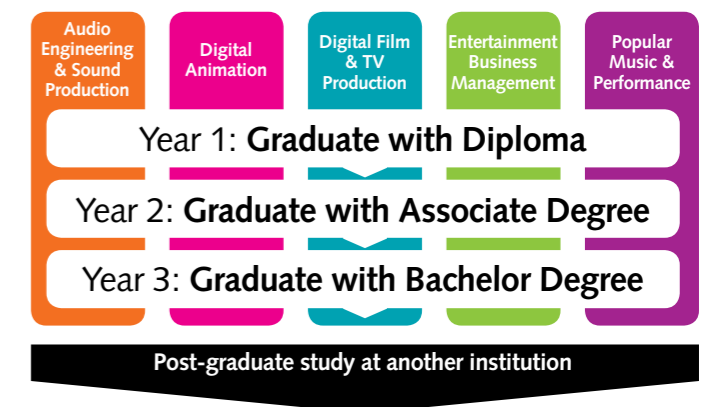 Audio
Engineering
& Sound
Production
Digital
Animation
Digital Film
& TV
Production
Entertainment
Business
Management
Popular
Music &
Performance
Year 1: Graduate with Diploma
Year 2: Graduate with Associate Degree
Year 3: Graduate with Bachelor Degree
Post-graduate study at another institution